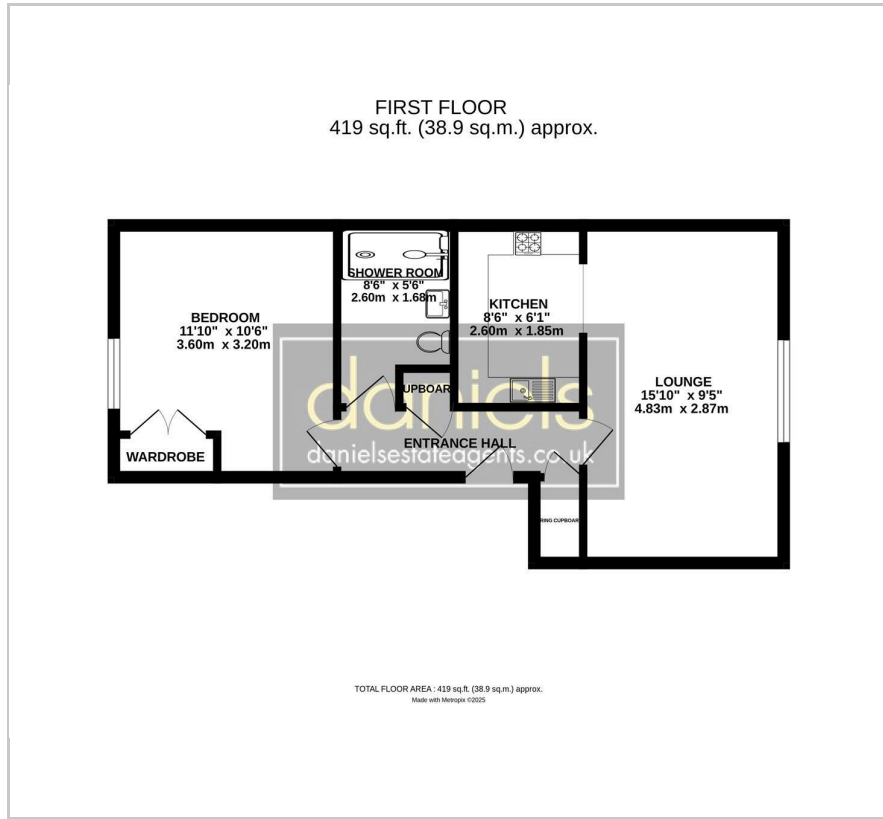 FIRST FLOOR
419 sq.ft. (38.9 sq.m.) approx.
SHOWER ROOM
8'6" x 5'6"
2.60m x 1.68m
KITCHEN
8'6" x 6'1"
2.60m x 1.85m
BEDROOM
11'10" x 10'6"
3.60m x 3.20m
LOUNGE
15'10" x 9'5"
4.83m x 2.87m
UPBOAR
daniels
ENTRANCE HALL
danielsestateagents.co.uk
WARDROBE
RING CUPBOAR
TOTAL FLOOR AREA : 419 sq.ft. (38.9 sq.m.) approx.
Made with Metropix ©2025